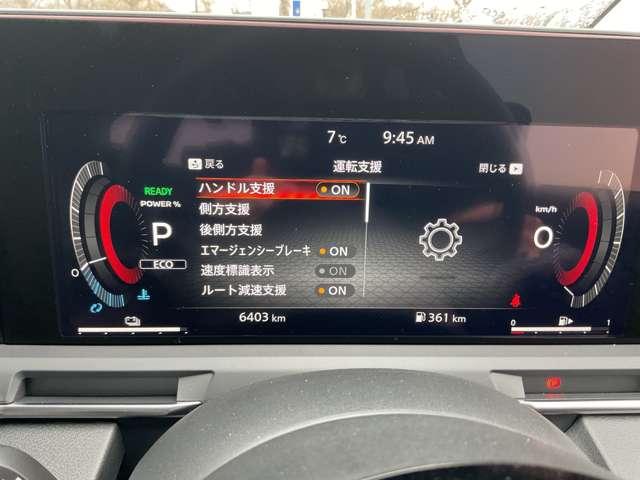 7℃ 9:45 AM
戻る 運転支援 閉じる
ハンドル支援 ON
側方支援
後側方支援
エマージェンシーブレーキ ON
速度標識表示 ON
ルート減速支援 ON
READY
POWER %
P
ECO
0
km/h
0
6403 km 361 km
0 1